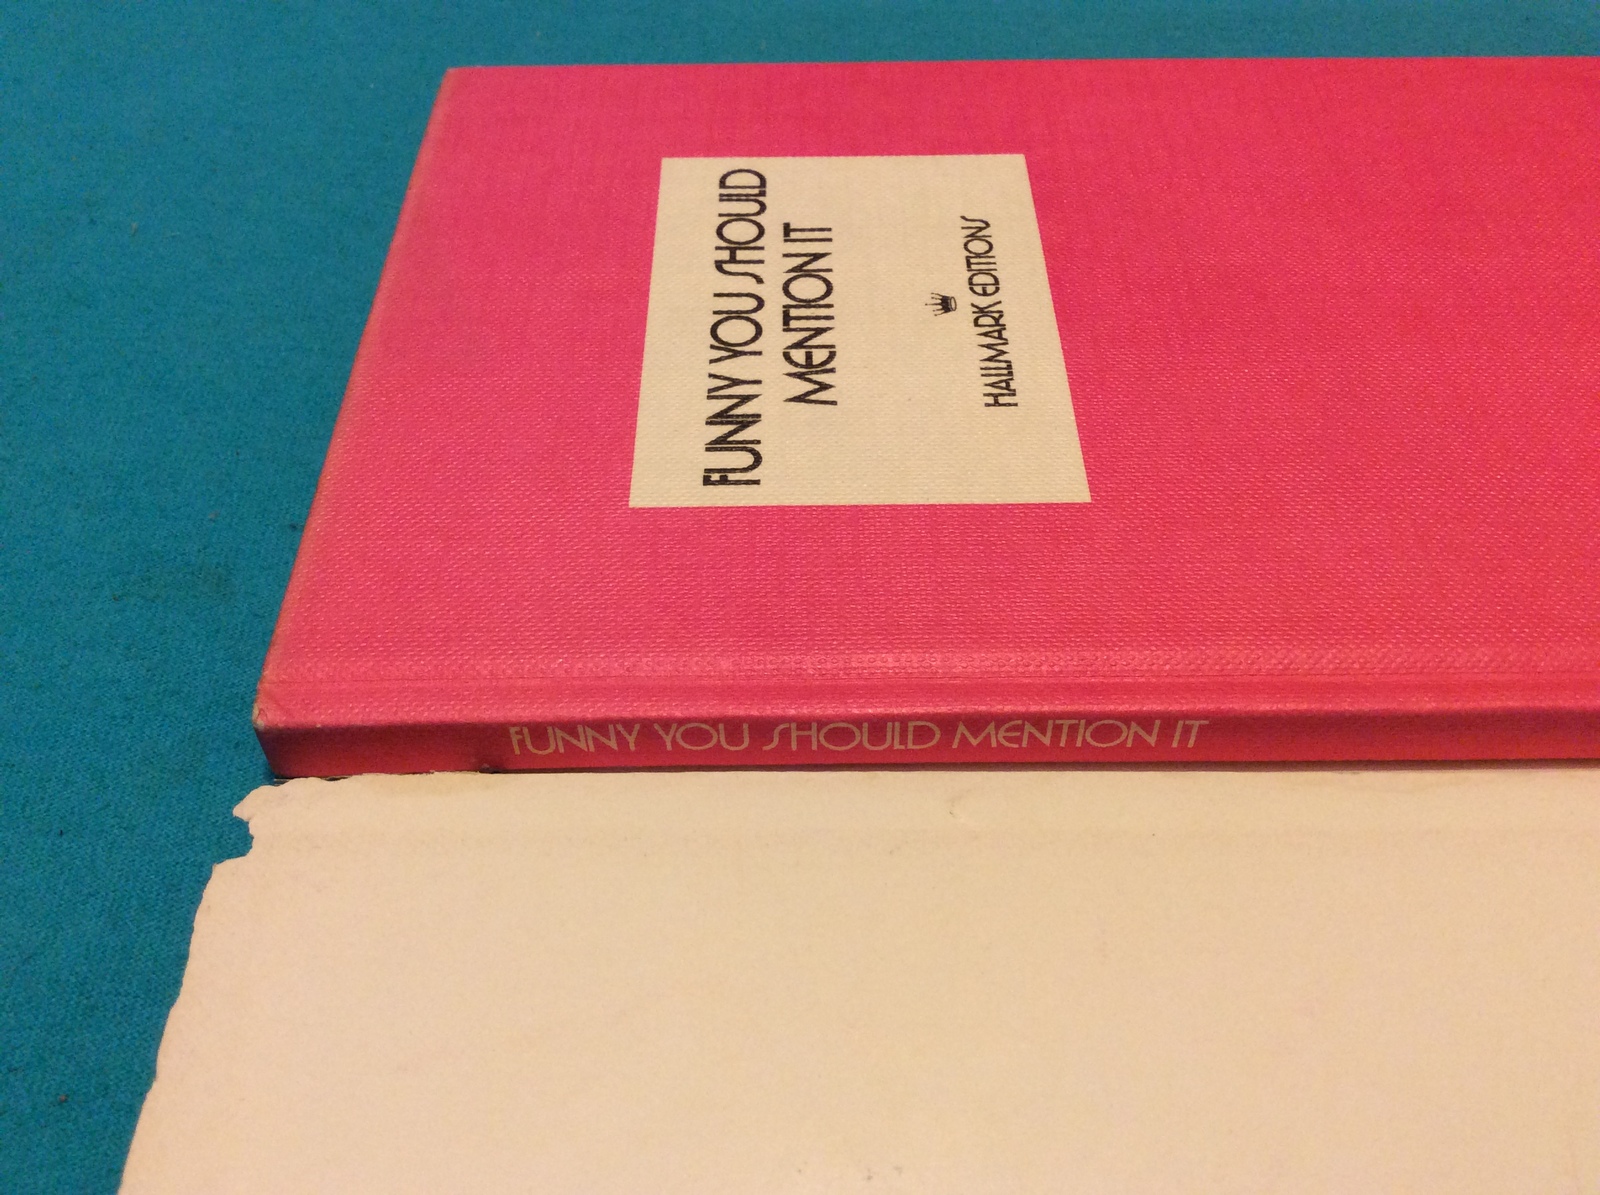 FUNNY YOU SHOULD
MENTION IT
HALLMARK EDITIONS
FUNNY YOU SHOULD MENTION IT